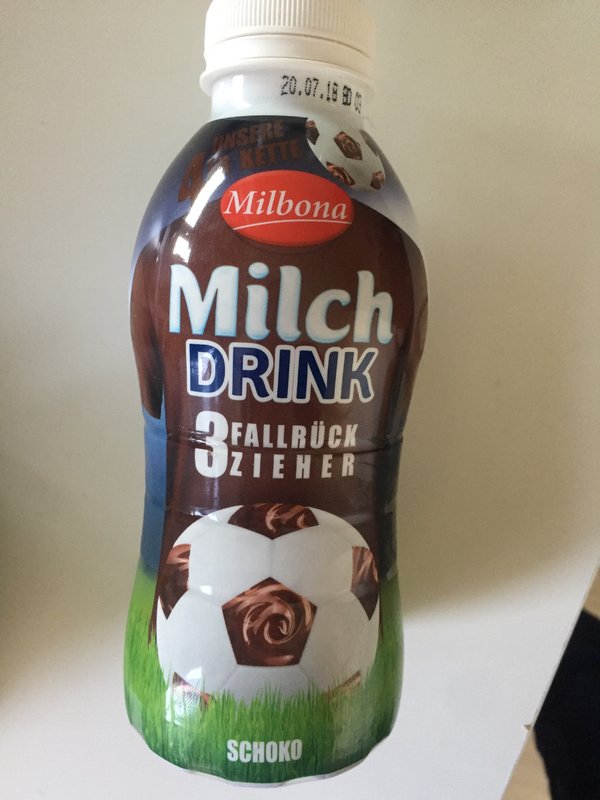 20.07.18
UNSERE
KETTE
Milbona
Milch
DRINK
3 FALLRÜCK
ZIEHER
SCHOKO